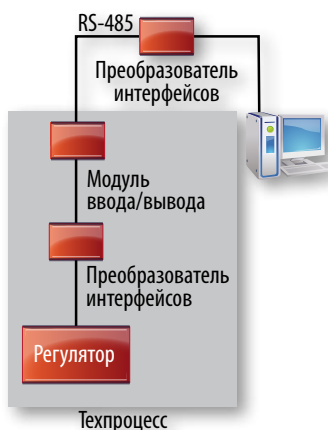 RS-485
Преобразователь
интерфейсов
Модуль
ввода/вывода
Преобразователь
интерфейсов
Регулятор
Техпроцесс